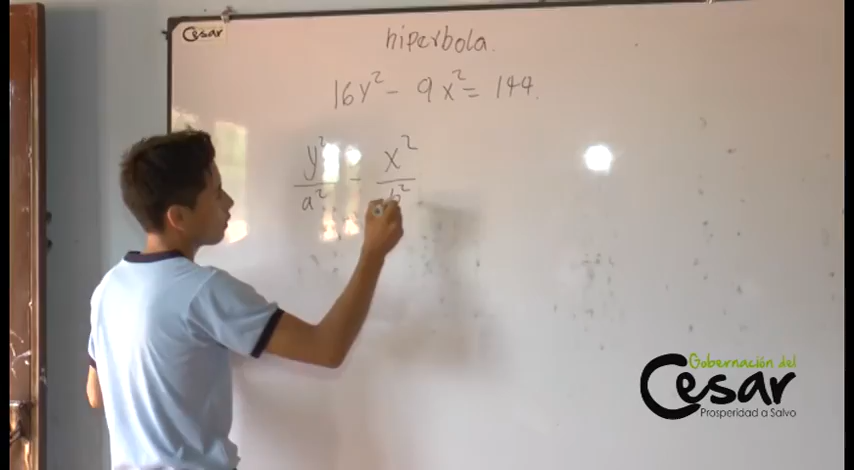 Cesar
hiperbola.
16y² - 9x² = 144.
y² - x²
a² b²
Gobernación del
cesar
Prosperidad a Salvo